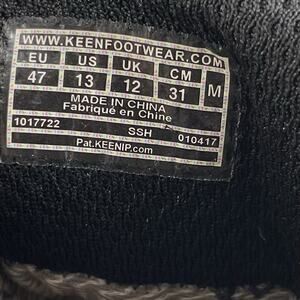 WWW.KEENFOOTWEAR.COM
EU US UK CM M
47 13 12 31
MADE IN CHINA
Fabriqué en Chine
1017722 SSH 010417
Pat.KEENIP.com